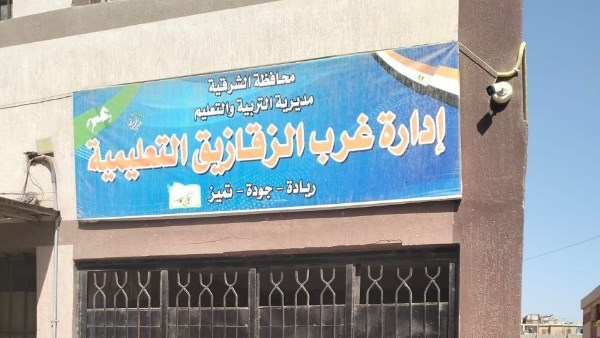 محافظة الشرقية
مديرية التربية والتعليم
إدارة غرب الزقازيق التعليمية
ريادة - جودة - تميز